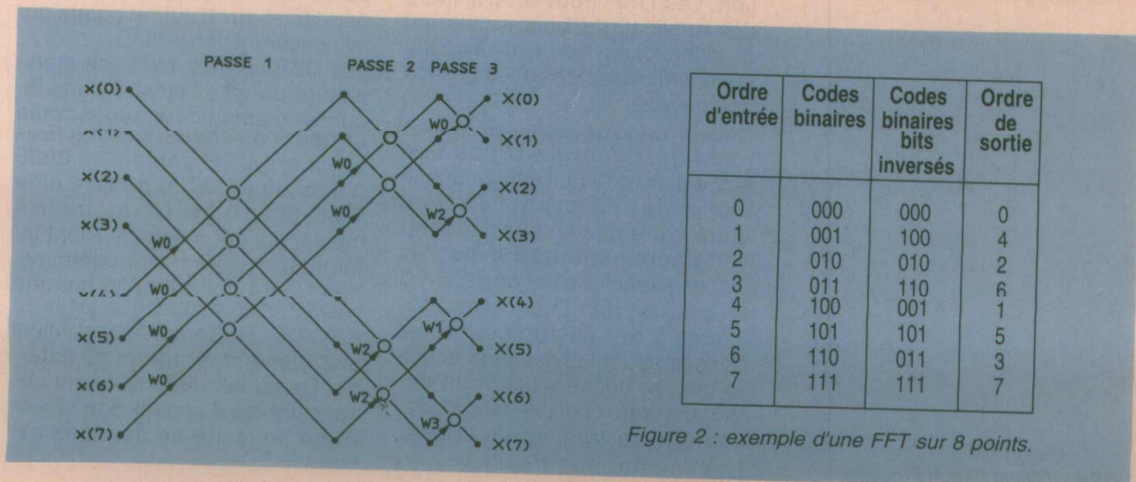 PASSE 1 PASSE 2 PASSE 3
x(0)
x(2)
x(3)
x(5)
x(6)
x(7)
W0
W0
W0
W0
W0
W0
W2
W2
W0
W2
W1
W3
X(0)
X(1)
X(2)
X(3)
X(4)
X(5)
X(6)
X(7)
Ordre d'entrée
Codes binaires
Codes binaires bits inversés
Ordre de sortie
0 000 000 0
1 001 100 4
2 010 010 2
3 011 110 6
4 100 001 1
5 101 101 5
6 110 011 3
7 111 111 7
Figure 2 : exemple d'une FFT sur 8 points.